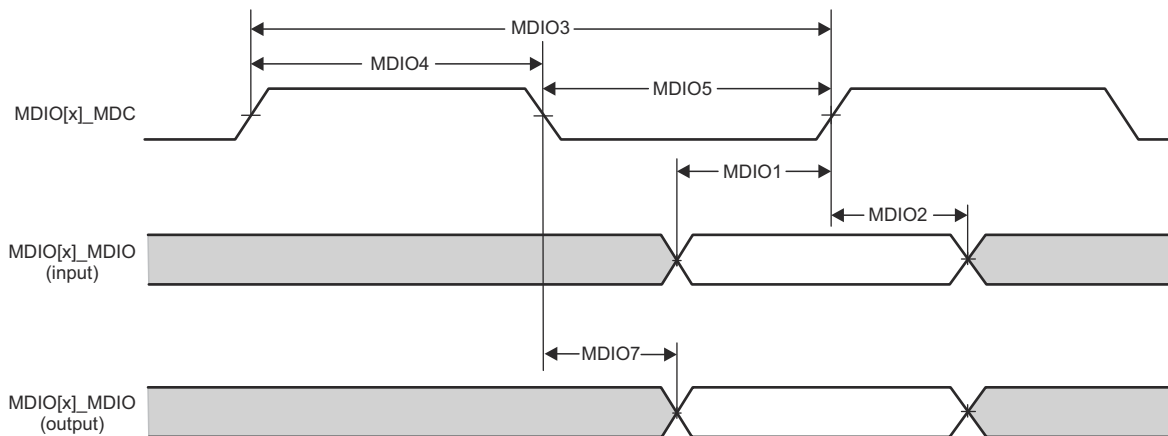 MDIO3
MDIO4
MDIO5
MDIO[x]_MDC
MDIO1
MDIO2
MDIO[x]_MDIO
(input)
MDIO7
MDIO[x]_MDIO
(output)